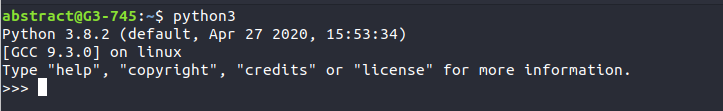 abstract@G3-745:~$ python3
Python 3.8.2 (default, Apr 27 2020, 15:53:34)
[GCC 9.3.0] on linux
Type "help", "copyright", "credits" or "license" for more information.
>>>